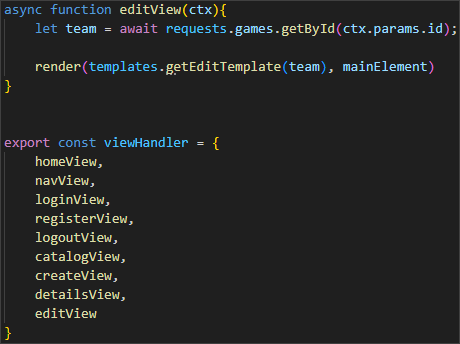 async function editView(ctx){
    let team = await requests.games.getById(ctx.params.id);
    render(templates.getEditTemplate(team), mainElement)
}
export const viewHandler = {
    homeView,
    navView,
    loginView,
    registerView,
    logoutView,
    catalogView,
    createView,
    detailsView,
    editView
}